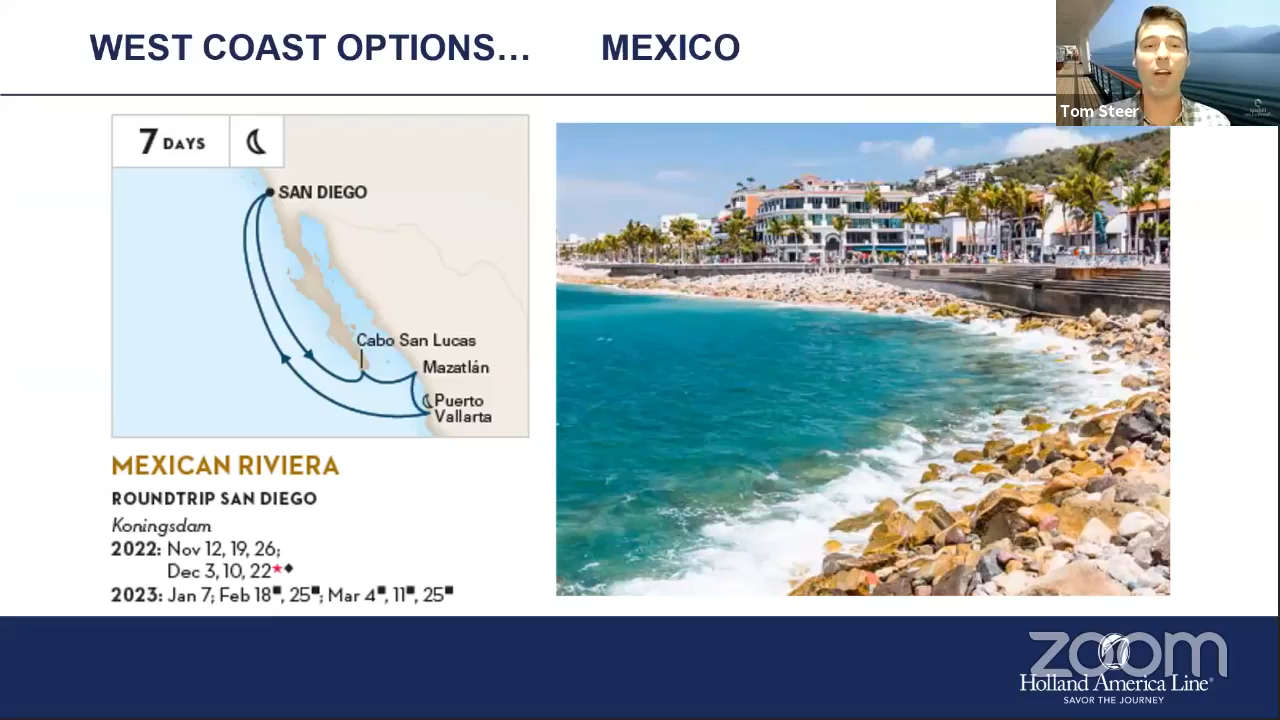 WEST COAST OPTIONS… MEXICO
Tom Steer
7 DAYS
SAN DIEGO
Cabo San Lucas
Mazatlán
Puerto
Vallarta
MEXICAN RIVIERA
ROUNDTRIP SAN DIEGO
Koningsdam
2022: Nov 12, 19, 26;
Dec 3, 10, 22★◆
2023: Jan 7; Feb 18■, 25■; Mar 4■, 11■, 25■
zoom
Holland America Line®
SAVOR THE JOURNEY